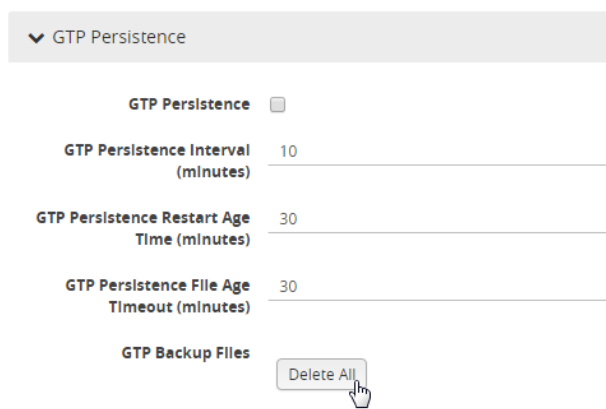 GTP Persistence
GTP Persistence
GTP Persistence Interval
(minutes)
10
GTP Persistence Restart Age
Time (minutes)
30
GTP Persistence File Age
Timeout (minutes)
30
GTP Backup Files
Delete All